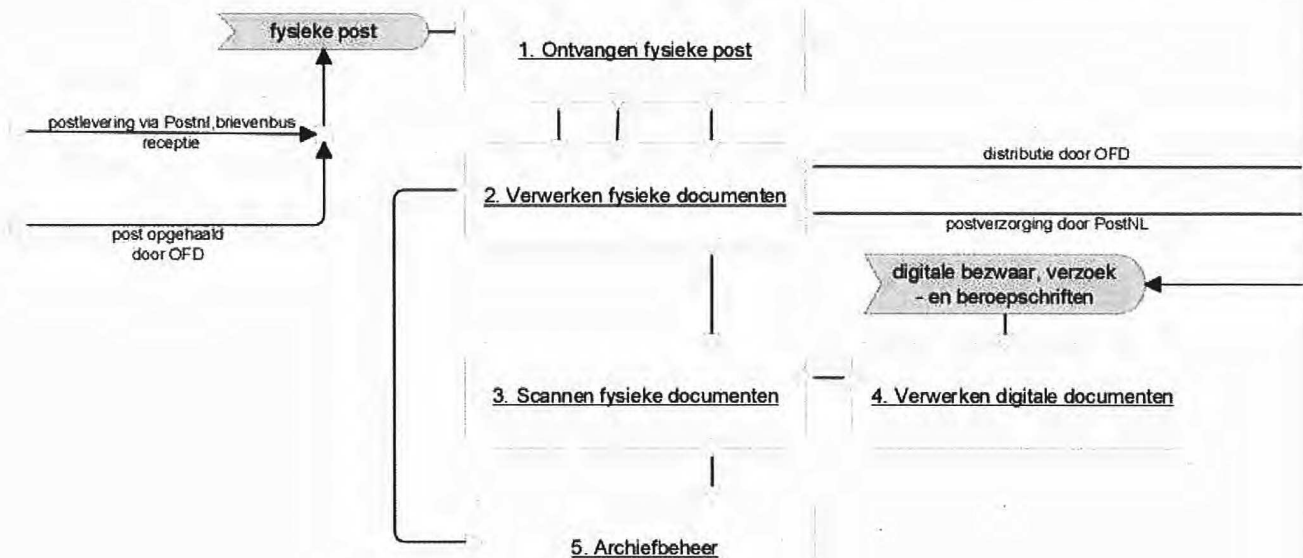 fysieke post
1. Ontvangen fysieke post
postlevering via Postnl,brievenbus
receptie
distributie door OFD
2. Verwerken fysieke documenten
post opgehaald
door OFD
postverzorging door PostNL
digitale bezwaar, verzoek
- en beroepschriften
3. Scannen fysieke documenten
4. Verwerken digitale documenten
5. Archiefbeheer